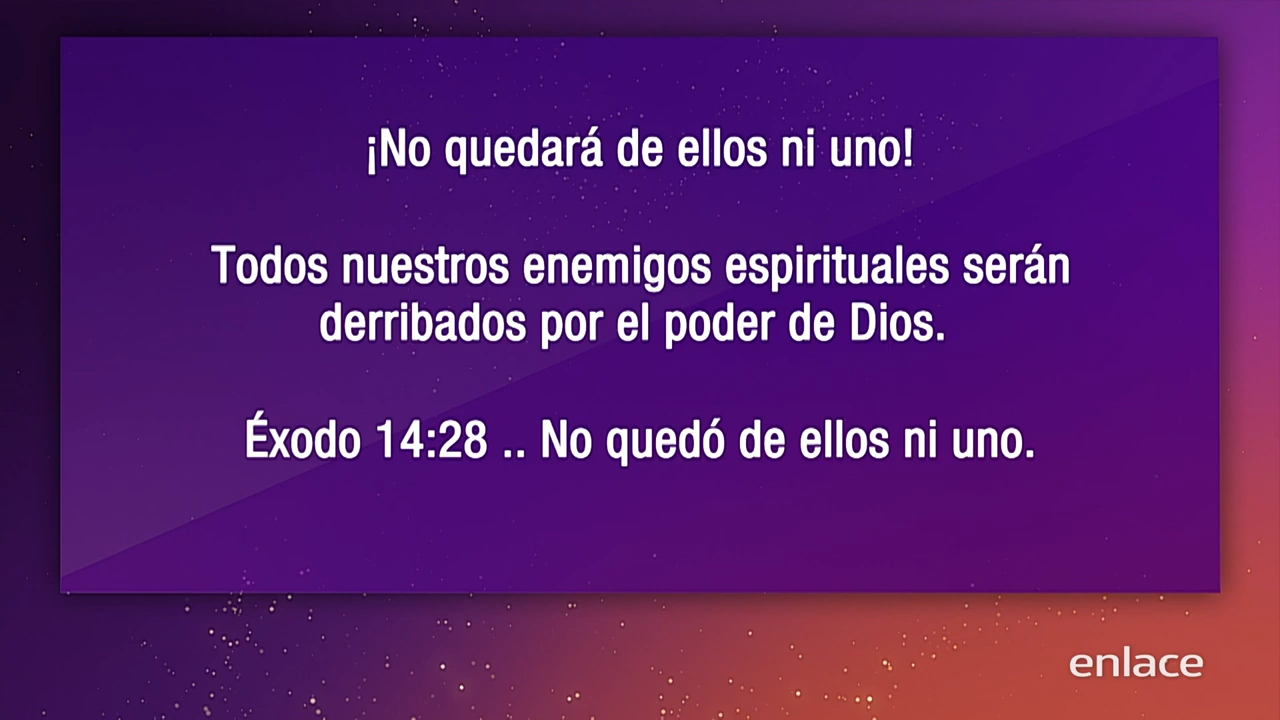 ¡No quedará de ellos ni uno!
Todos nuestros enemigos espirituales serán
derribados por el poder de Dios.
Éxodo 14:28 .. No quedó de ellos ni uno.
enlace